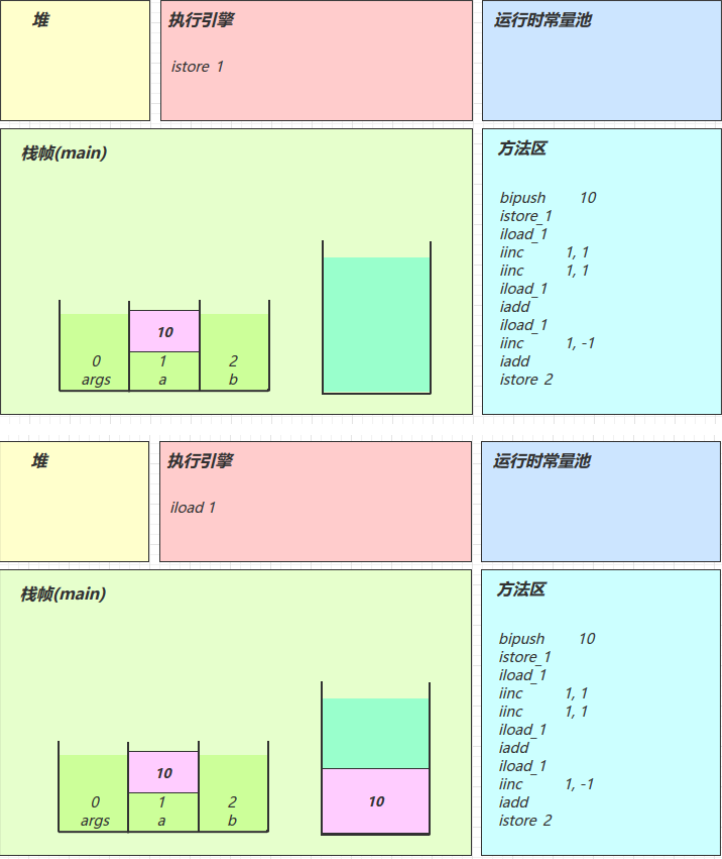 堆
执行引擎
istore 1
运行时常量池
栈帧(main)
10
0 1 2
args a b
方法区
bipush 10
istore_1
iload_1
iinc 1, 1
iinc 1, 1
iload_1
iadd
iload_1
iinc 1, -1
iadd
istore 2
堆
执行引擎
iload 1
运行时常量池
栈帧(main)
10
0 1 2
args a b
10
方法区
bipush 10
istore_1
iload_1
iinc 1, 1
iinc 1, 1
iload_1
iadd
iload_1
iinc 1, -1
iadd
istore 2